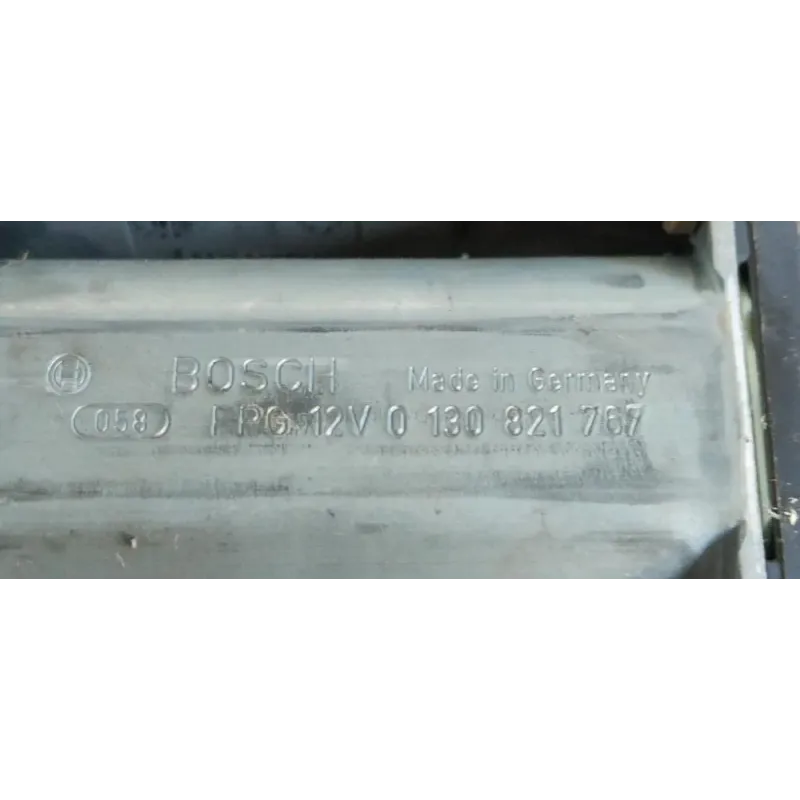 BOSCH Made in Germany
058 FPG 12V 0 130 821 767